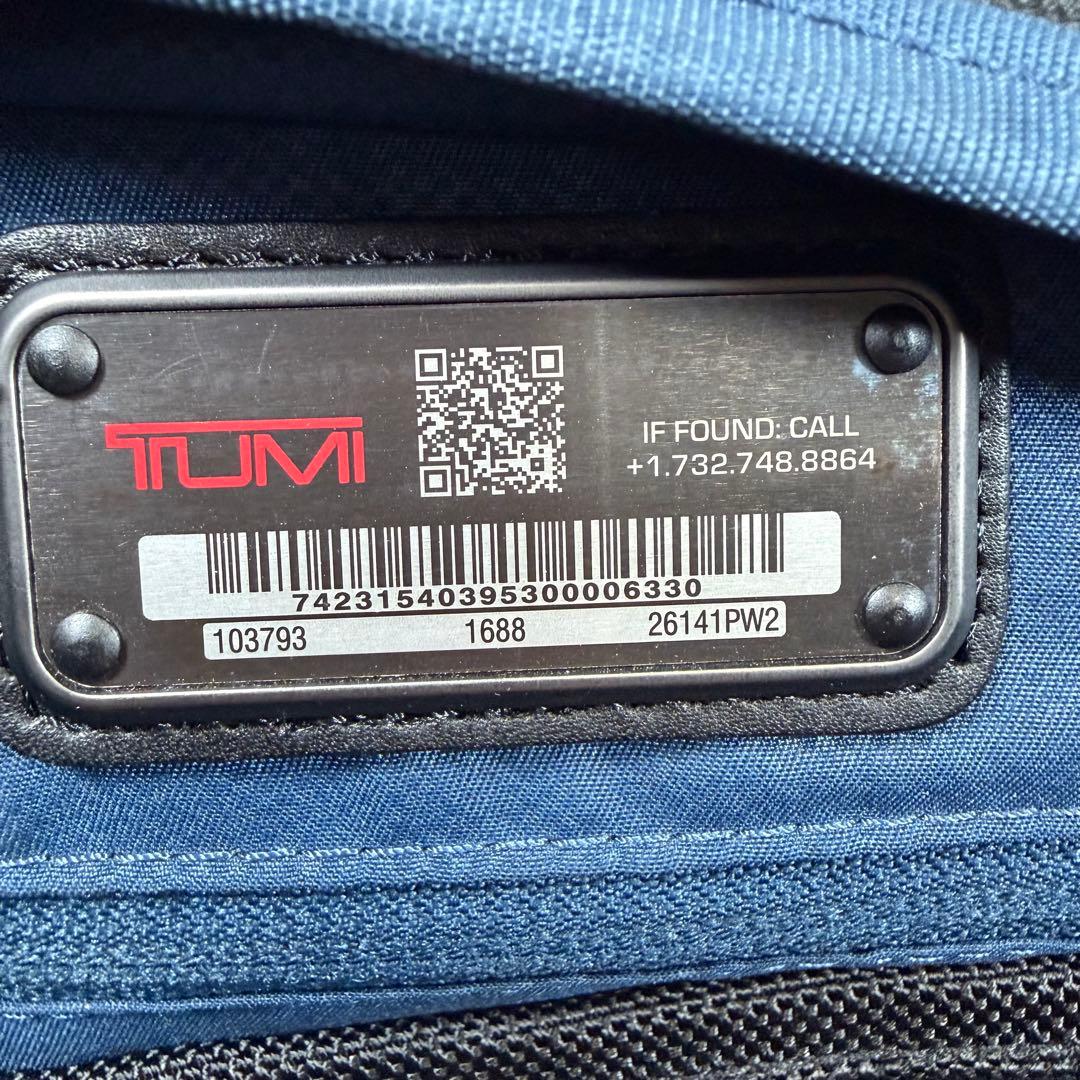 TUMI
IF FOUND: CALL
+1.732.748.8864
74231540395300006330
103793 1688 26141PW2